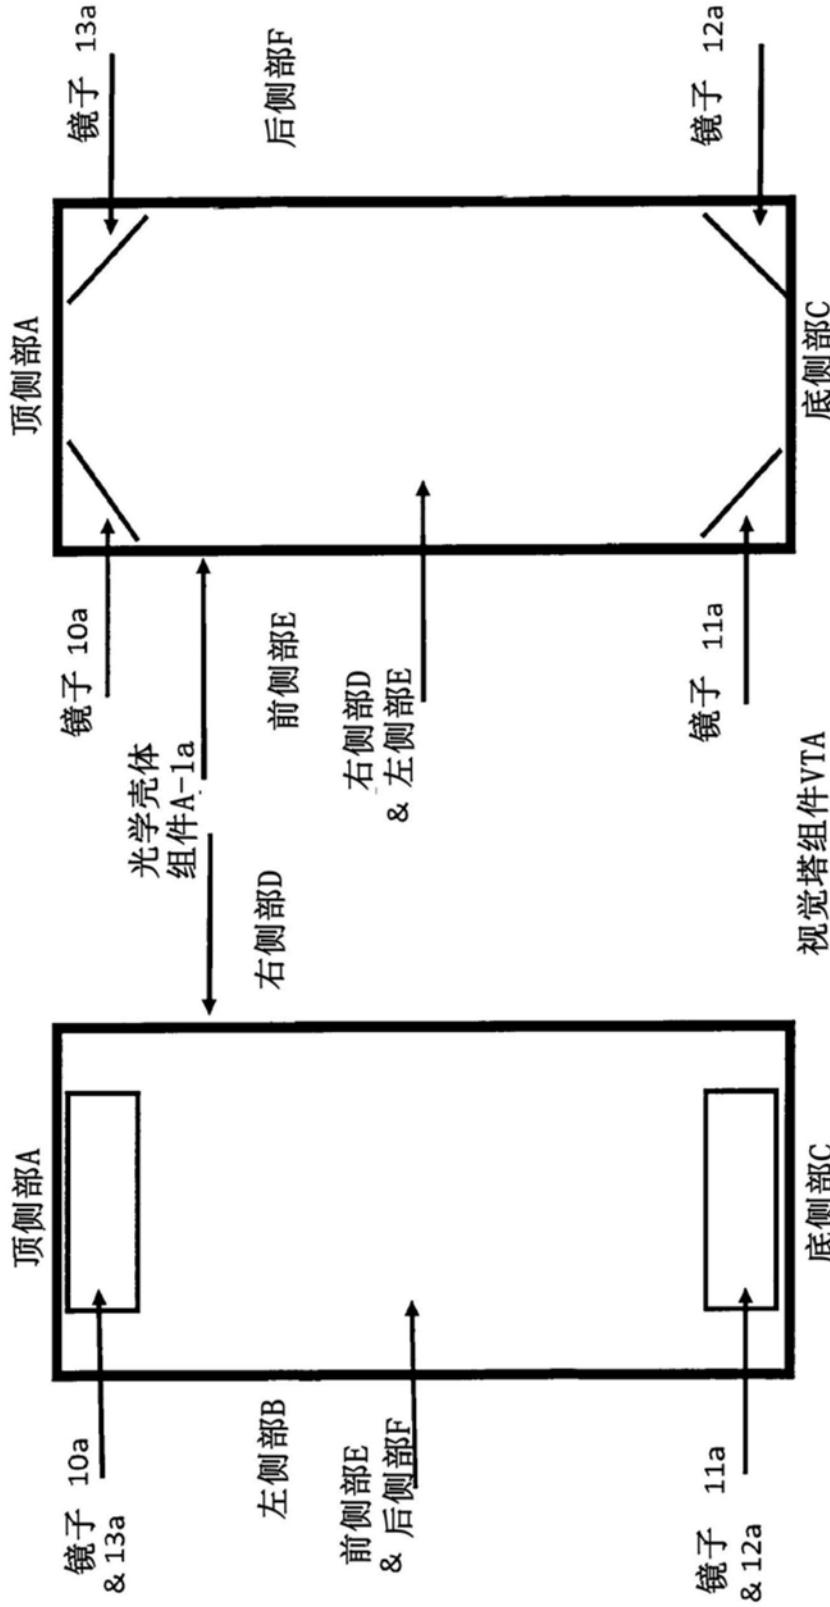 顶侧部A
顶侧部A
镜子 10a
& 13a
镜子 10a
镜子 13a
光学壳体
组件A-1a
左侧部B
右侧部D
前侧部E
后侧部F
前侧部E
& 后侧部F
右侧部D
& 左侧部E
镜子 11a
& 12a
镜子 11a
镜子 12a
底侧部C
视觉塔组件VTA
底侧部C